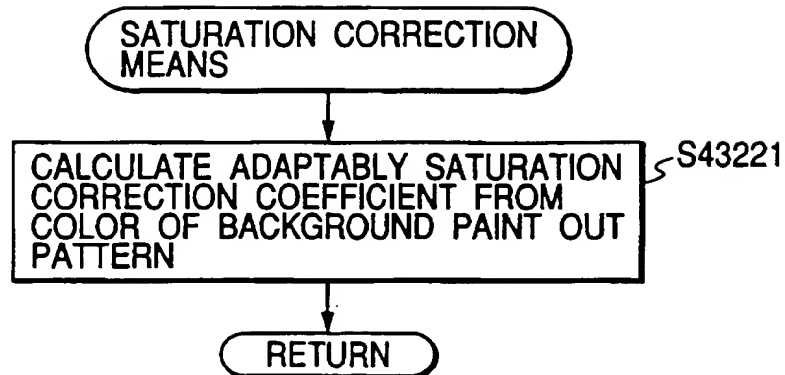 SATURATION CORRECTION
MEANS
CALCULATE ADAPTABLY SATURATION
CORRECTION COEFFICIENT FROM
COLOR OF BACKGROUND PAINT OUT
PATTERN
S43221
RETURN